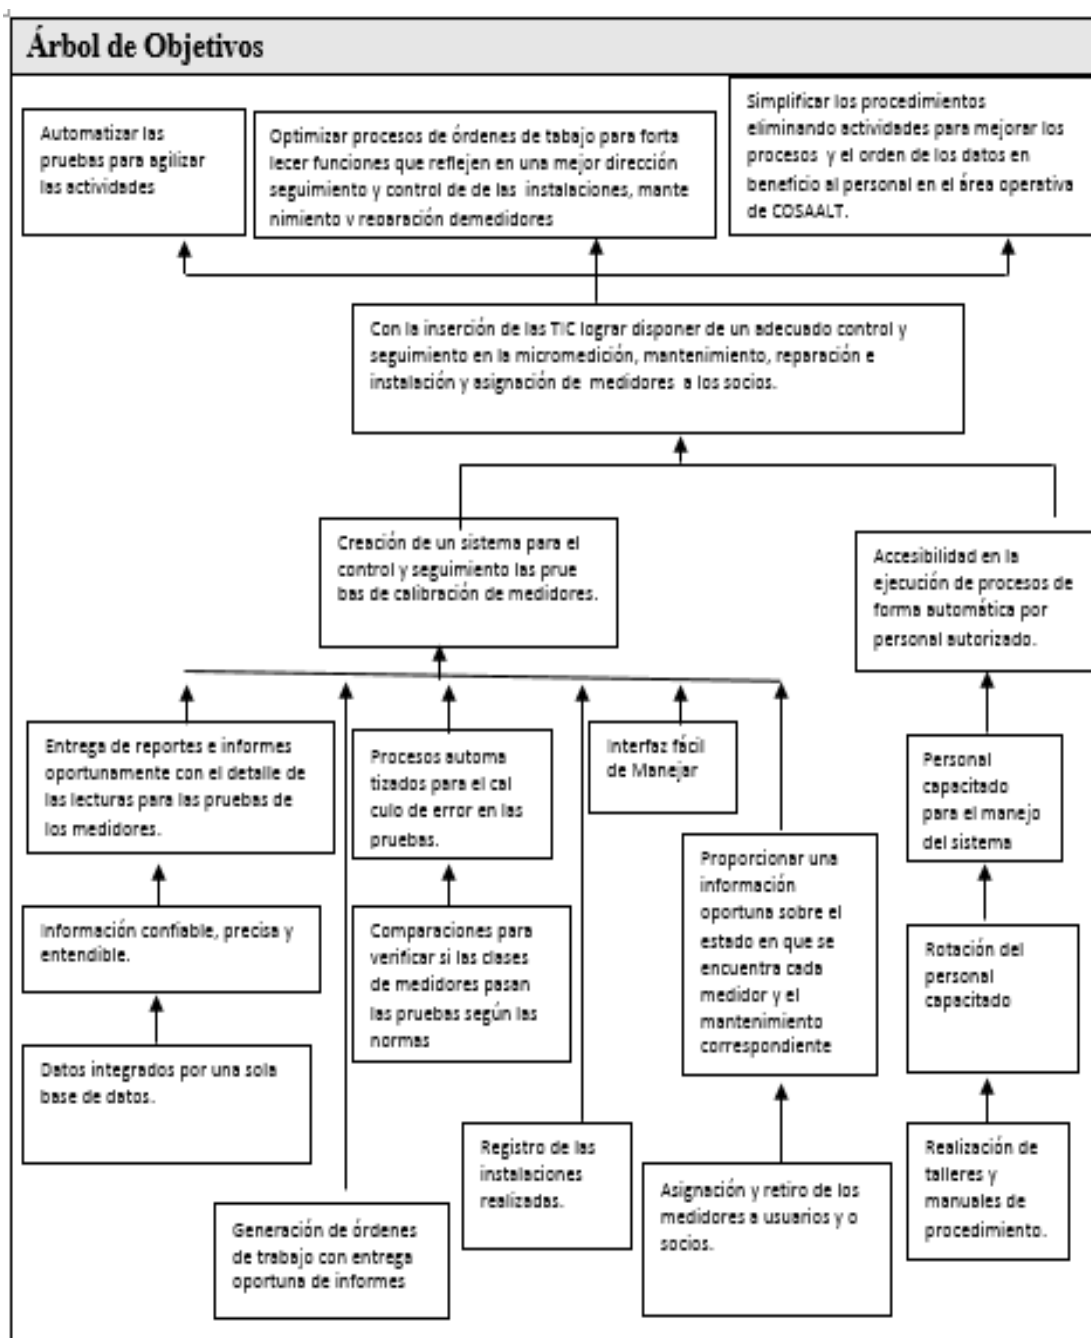 Árbol de Objetivos
Automatizar las
pruebas para agilizar
las actividades
Optimizar procesos de órdenes de tabajo para forta
lecer funciones que reflejen en una mejor dirección
seguimiento y control de de las instalaciones, mante
nimiento y reparación demedidores
Simplificar los procedimientos
eliminando actividades para mejorar los
procesos y el orden de los datos en
beneficio al personal en el área operativa
de COSAALT.
Con la inserción de las TIC lograr disponer de un adecuado control y
seguimiento en la micromedición, mantenimiento, reparación e
instalación y asignación de medidores a los socios.
Creación de un sistema para el
control y seguimiento las prue
bas de calibración de medidores.
Accesibilidad en la
ejecución de procesos de
forma automática por
personal autorizado.
Entrega de reportes e informes
oportunamente con el detalle de
las lecturas para las pruebas de
los medidores.
Procesos automa
tizados para el cal
culo de error en las
pruebas.
Interfaz fácil
de Manejar
Personal
capacitado
para el manejo
del sistema
Proporcionar una
información
oportuna sobre el
estado en que se
encuentra cada
medidor y el
mantenimiento
correspondiente
Información confiable, precisa y
entendible.
Comparaciones para
verificar si las clases
de medidores pasan
las pruebas según las
normas
Rotación del
personal
capacitado
Datos integrados por una sola
base de datos.
Registro de las
instalaciones
realizadas.
Asignación y retiro de los
medidores a usuarios y o
socios.
Realización de
talleres y
manuales de
procedimiento.
Generación de órdenes
de trabajo con entrega
oportuna de informes